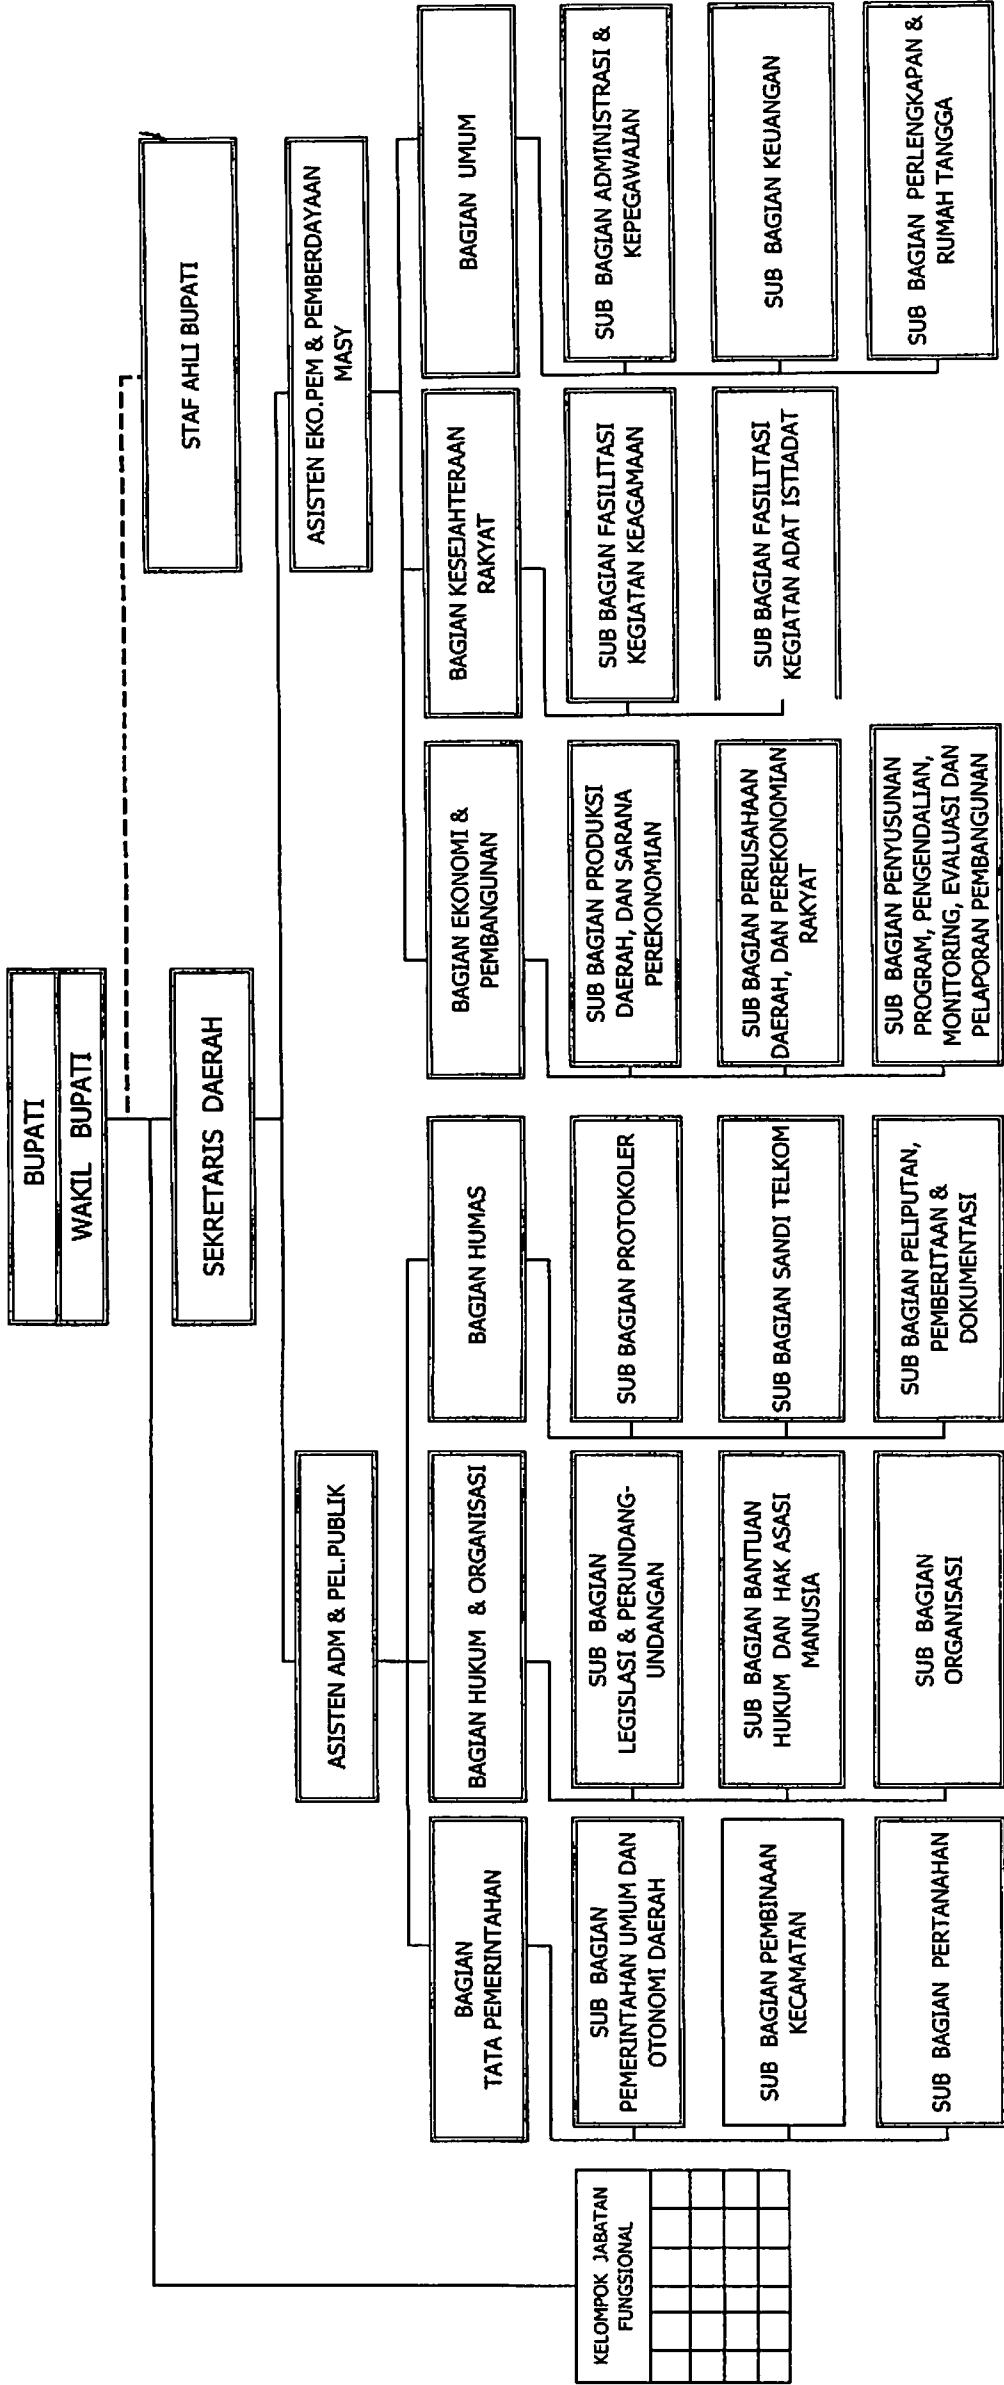 BUPATI
WAKIL BUPATI
STAF AHLI BUPATI
SEKRETARIS DAERAH
ASISTEN ADM & PEL.PUBLIK
ASISTEN EKO.PEM & PEMBERDAYAAN
MASY
BAGIAN
TATA PEMERINTAHAN
BAGIAN HUKUM & ORGANISASI
BAGIAN HUMAS
BAGIAN EKONOMI &
PEMBANGUNAN
BAGIAN KESEJAHTERAAN
RAKYAT
BAGIAN UMUM
KELOMPOK JABATAN
FUNGSIONAL
SUB BAGIAN
PEMERINTAHAN UMUM DAN
OTONOMI DAERAH
SUB BAGIAN
LEGISLASI & PERUNDANG-
UNDANGAN
SUB BAGIAN PROTOKOLER
SUB BAGIAN PRODUKSI
DAERAH, DAN SARANA
PEREKONOMIAN
SUB BAGIAN FASILITASI
KEGIATAN KEAGAMAAN
SUB BAGIAN ADMINISTRASI &
KEPEGAWAIAN
SUB BAGIAN PEMBINAAN
KECAMATAN
SUB BAGIAN BANTUAN
HUKUM DAN HAK ASASI
MANUSIA
SUB BAGIAN SANDI TELKOM
SUB BAGIAN PERUSAHAAN
DAERAH, DAN PEREKONOMIAN
RAKYAT
SUB BAGIAN FASILITASI
KEGIATAN ADAT ISTIADAT
SUB BAGIAN KEUANGAN
SUB BAGIAN PERTANAHAN
SUB BAGIAN
ORGANISASI
SUB BAGIAN PELIPUTAN,
PEMBERITAAN &
DOKUMENTASI
SUB BAGIAN PENYUSUNAN
PROGRAM, PENGENDALIAN,
MONITORING, EVALUASI DAN
PELAPORAN PEMBANGUNAN
SUB BAGIAN PERLENGKAPAN &
RUMAH TANGGA